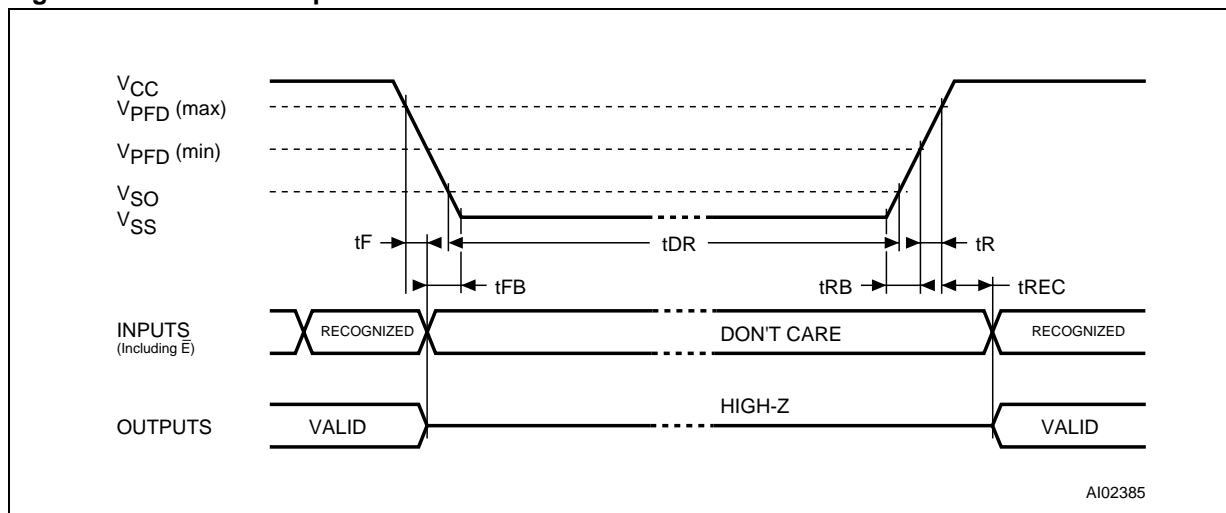 VCC
VPFD (max)
VPFD (min)
VSO
VSS
tF
tDR
tR
tFB
tRB
tREC
INPUTS
(Including E̅)
RECOGNIZED
DON'T CARE
RECOGNIZED
HIGH-Z
OUTPUTS
VALID
VALID
AI02385